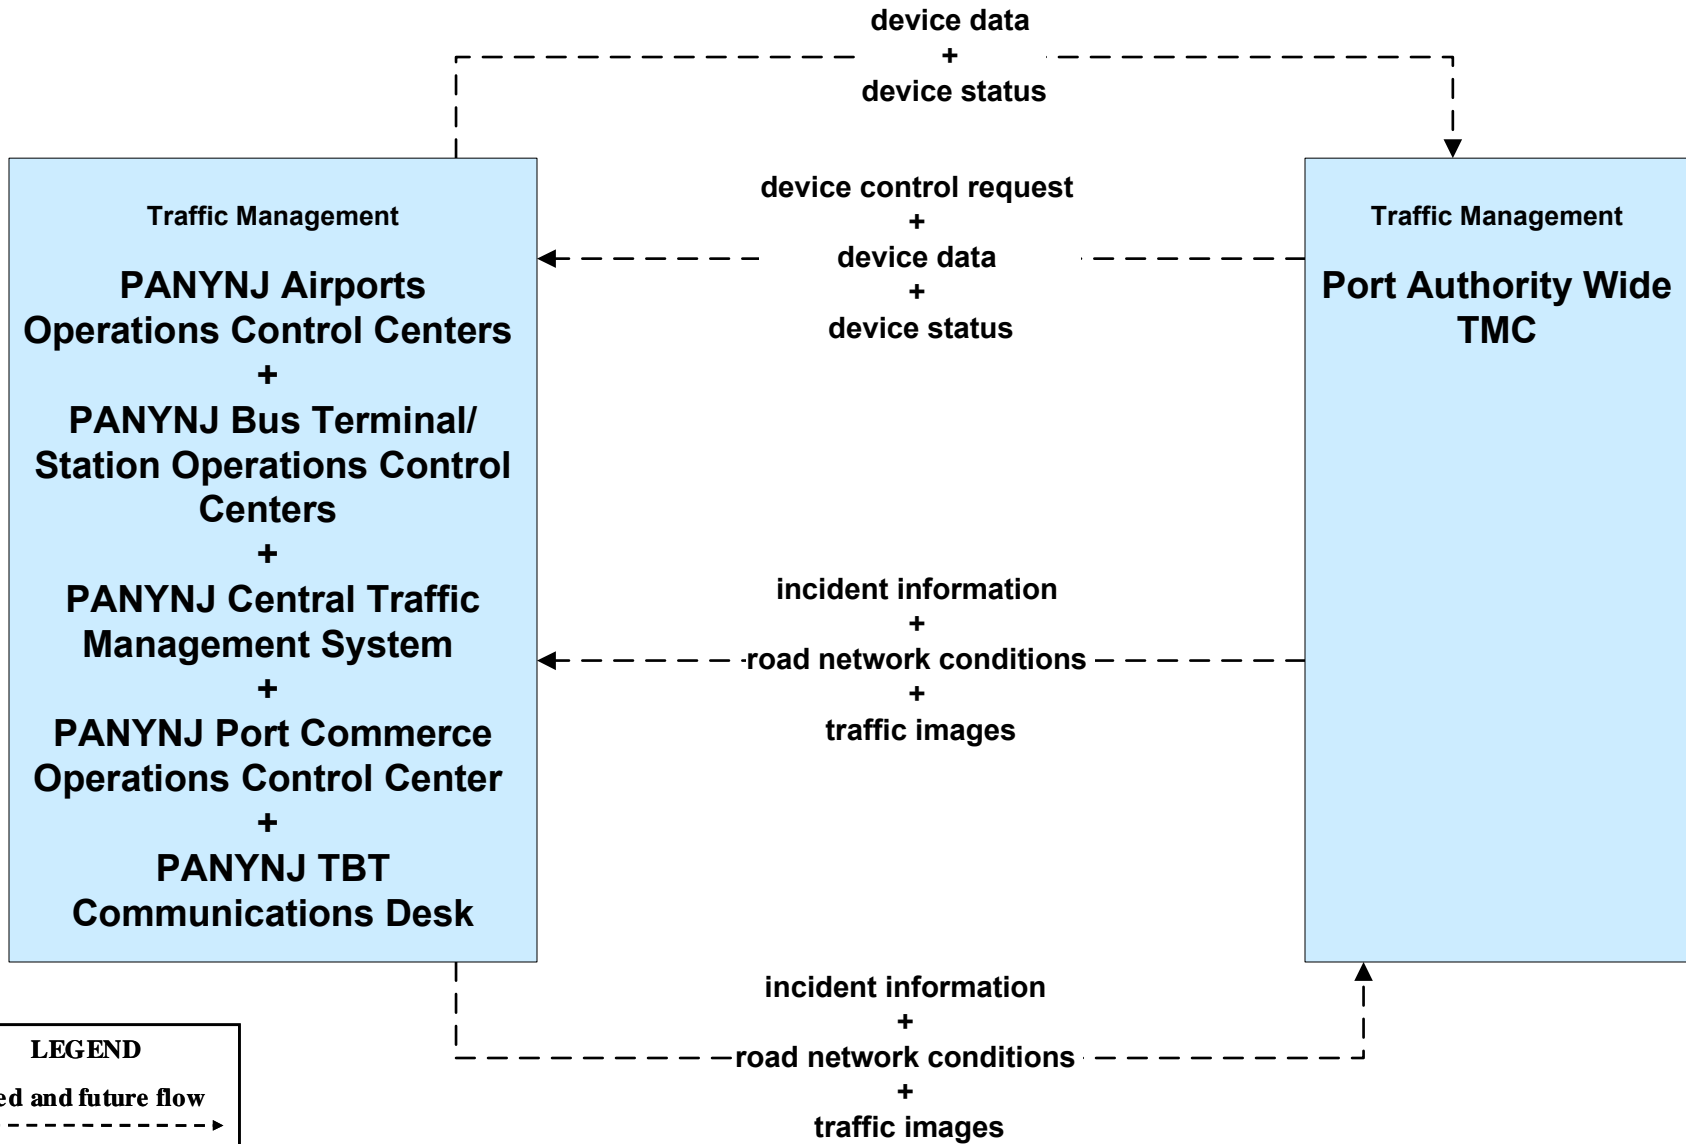 device data
+
device status
Traffic Management
PANYNJ Airports
Operations Control Centers
+
PANYNJ Bus Terminal/
Station Operations Control
Centers
+
PANYNJ Central Traffic
Management System
+
PANYNJ Port Commerce
Operations Control Center
+
PANYNJ TBT
Communications Desk
device control request
+
device data
+
device status
Traffic Management
Port Authority Wide
TMC
incident information
+
road network conditions
+
traffic images
incident information
+
road network conditions
+
traffic images
LEGEND
and future flow